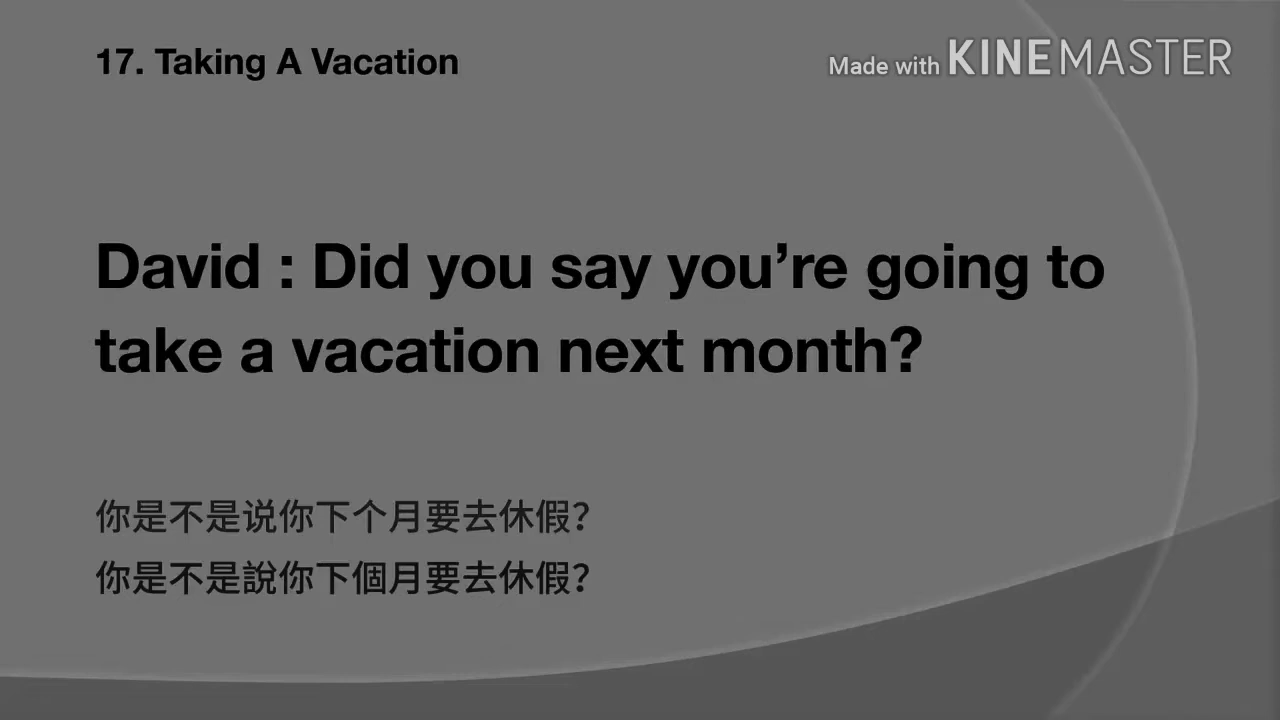 17. Taking A Vacation
Made with KINEMASTER
David : Did you say you’re going to
take a vacation next month?
你是不是说你下个月要去休假?
你是不是說你下個月要去休假?